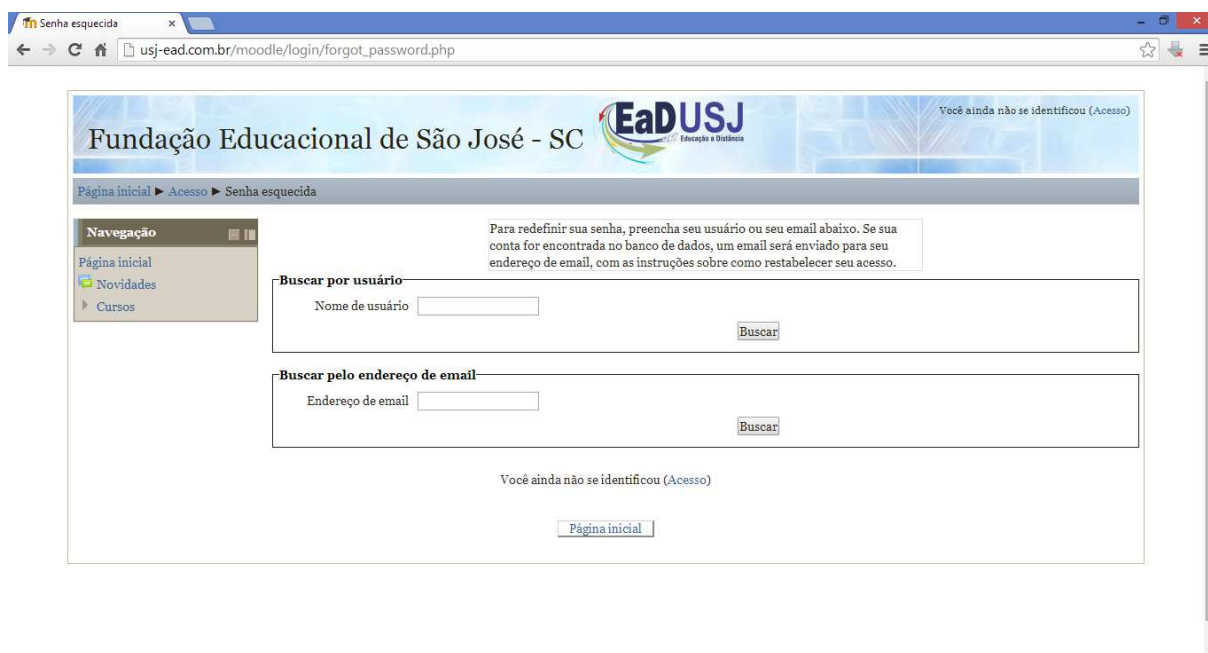 Senha esquecida
usj-ead.com.br/moodle/login/forgot_password.php
Fundação Educacional de São José - SC
EaDUSJ
Educação a Distância
Você ainda não se identificou (Acesso)
Página inicial ► Acesso ► Senha esquecida
Navegação
Página inicial
Novidades
Cursos
Para redefinir sua senha, preencha seu usuário ou seu email abaixo. Se sua
conta for encontrada no banco de dados, um email será enviado para seu
endereço de email, com as instruções sobre como restabelecer seu acesso.
Buscar por usuário
Nome de usuário
Buscar
Buscar pelo endereço de email
Endereço de email
Buscar
Você ainda não se identificou (Acesso)
Página inicial